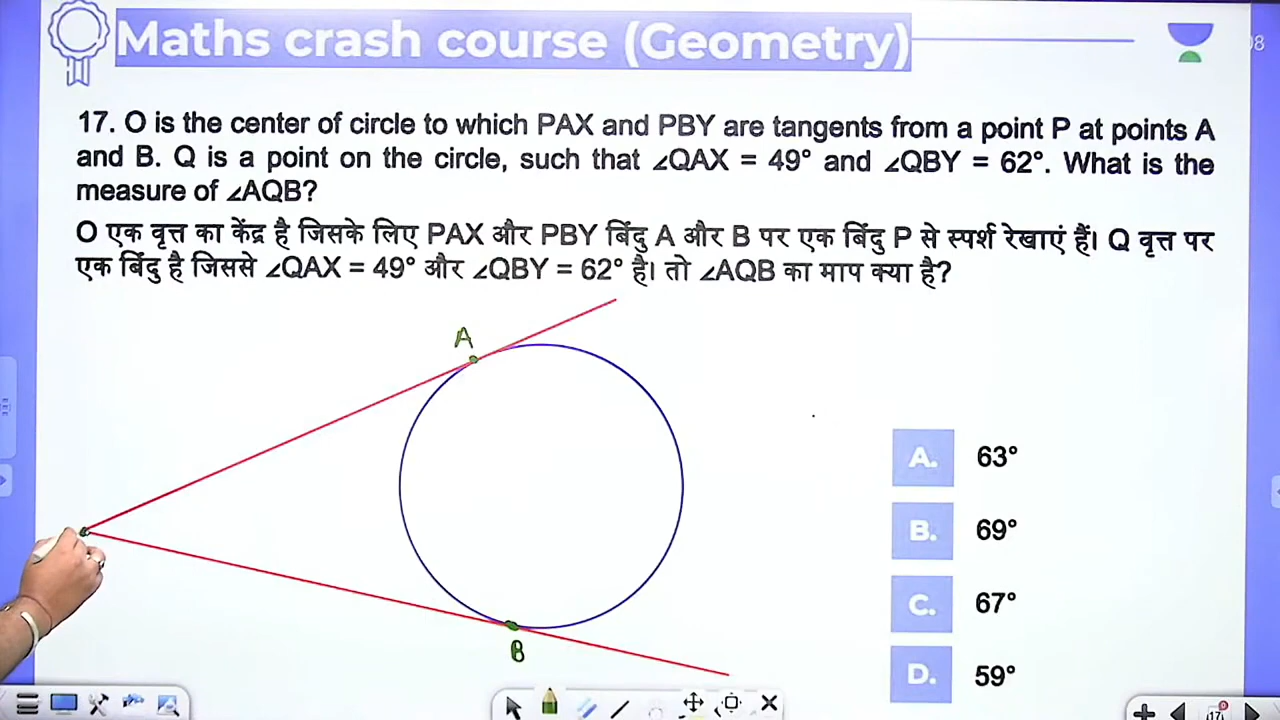 Maths crash course (Geometry)
08
17. O is the center of circle to which PAX and PBY are tangents from a point P at points A
and B. Q is a point on the circle, such that ∠QAX = 49° and ∠QBY = 62°. What is the
measure of ∠AQB?
O एक वृत्त का केंद्र है जिसके लिए PAX और PBY बिंदु A और B पर एक बिंदु P से स्पर्श रेखाएं हैं। Q वृत्त पर
एक बिंदु है जिससे ∠QAX = 49° और ∠QBY = 62° है। तो ∠AQB का माप क्या है?
A
B
A. 63°
B. 69°
C. 67°
D. 59°